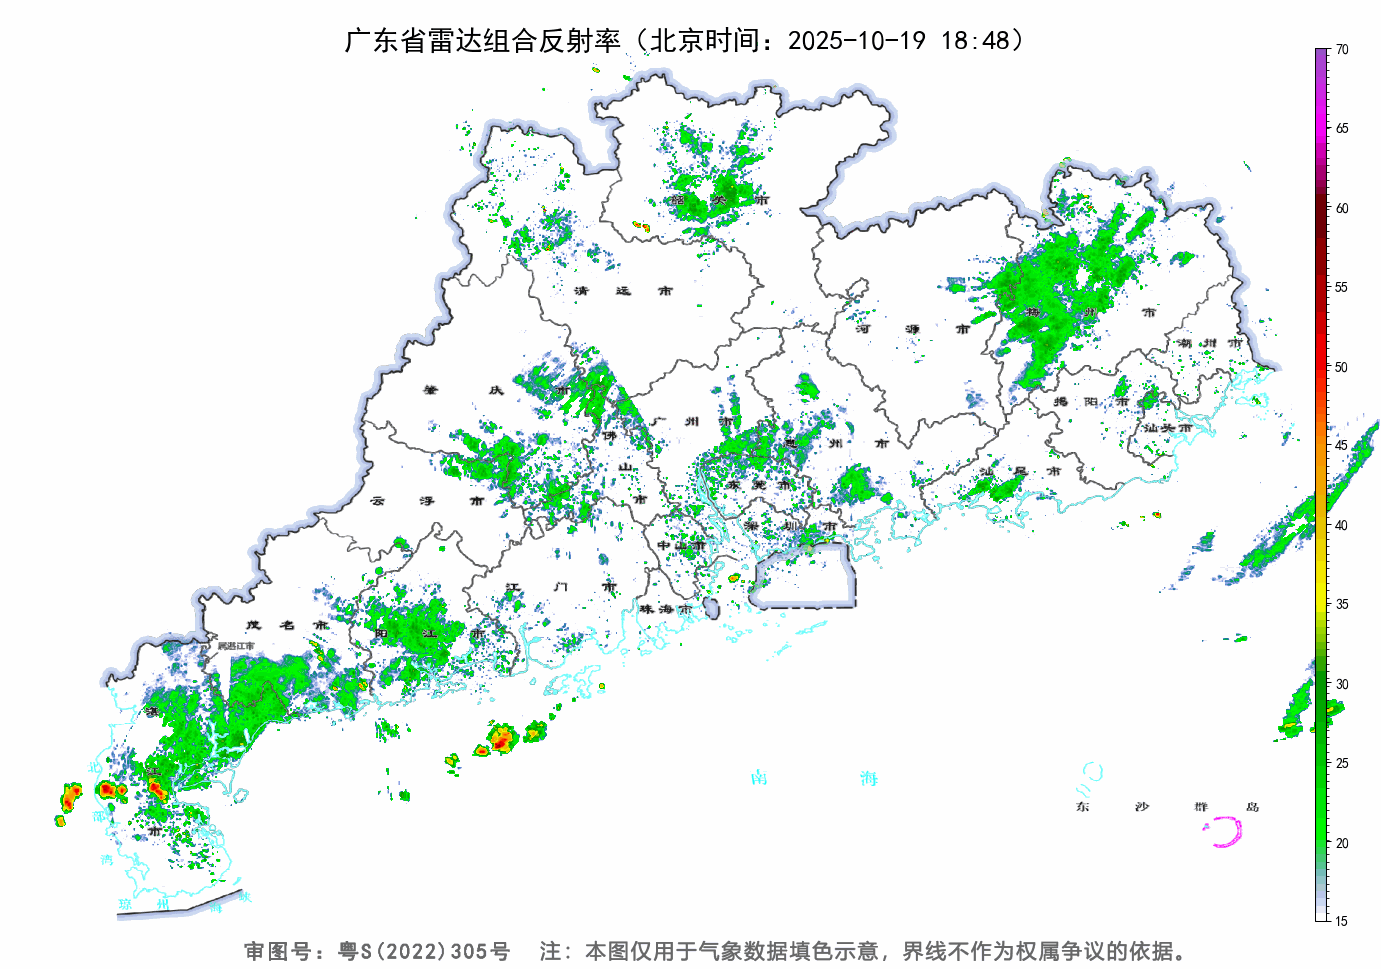 广东省雷达组合反射率（北京时间：2025-10-19 18:48）
70
65
60
55
50
45
40
35
30
25
20
15
韶关市
清远市
河源市
梅州市
潮州市
肇庆市
广州市
惠州市
揭阳市
汕头市
佛山市
云浮市
东莞市
汕尾市
深圳市
中山市
江门市
珠海市
茂名市
阳江市
属湛江市
湛江市
北部湾
南海
东沙群岛
琼州海峡
审图号：粤S(2022)305号 注：本图仅用于气象数据填色示意，界线不作为权属争议的依据。